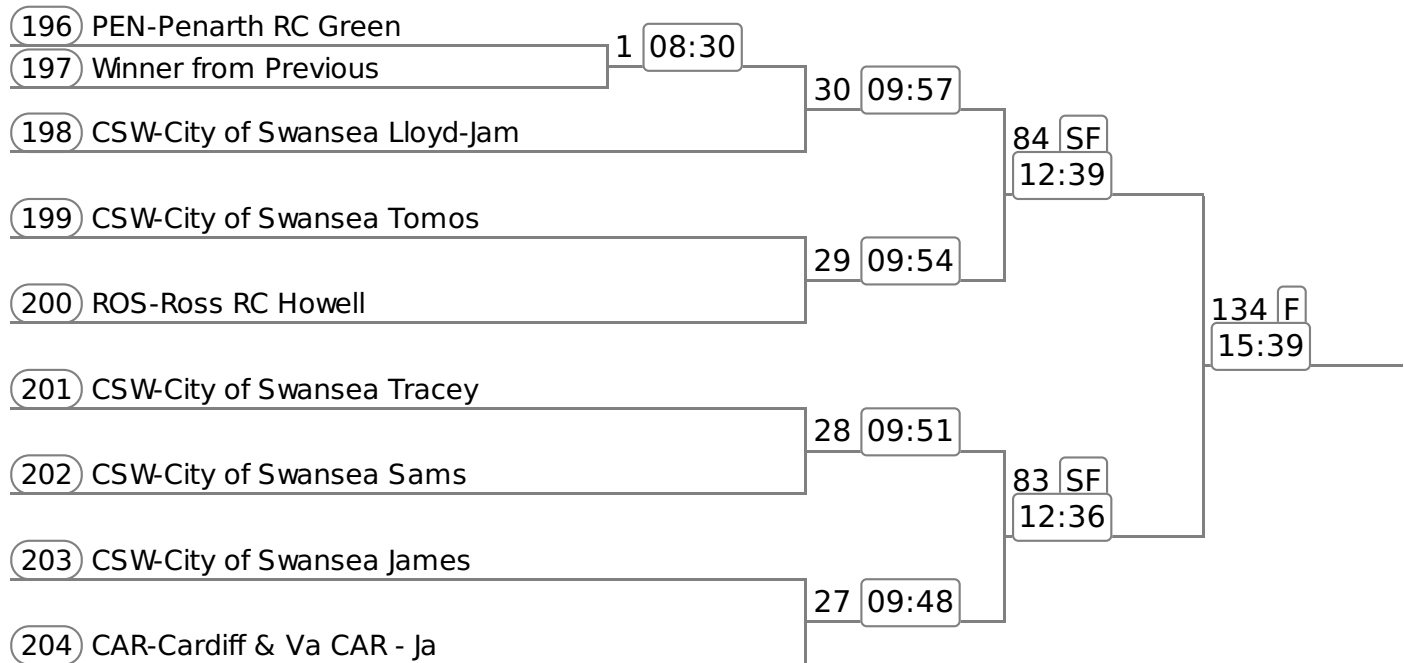 196 PEN-Penarth RC Green
1 08:30
197 Winner from Previous
30 09:57
198 CSW-City of Swansea Lloyd-Jam
84 SF
12:39
199 CSW-City of Swansea Tomos
29 09:54
200 ROS-Ross RC Howell
134 F
15:39
201 CSW-City of Swansea Tracey
28 09:51
202 CSW-City of Swansea Sams
83 SF
12:36
203 CSW-City of Swansea James
27 09:48
204 CAR-Cardiff & Va CAR - Ja